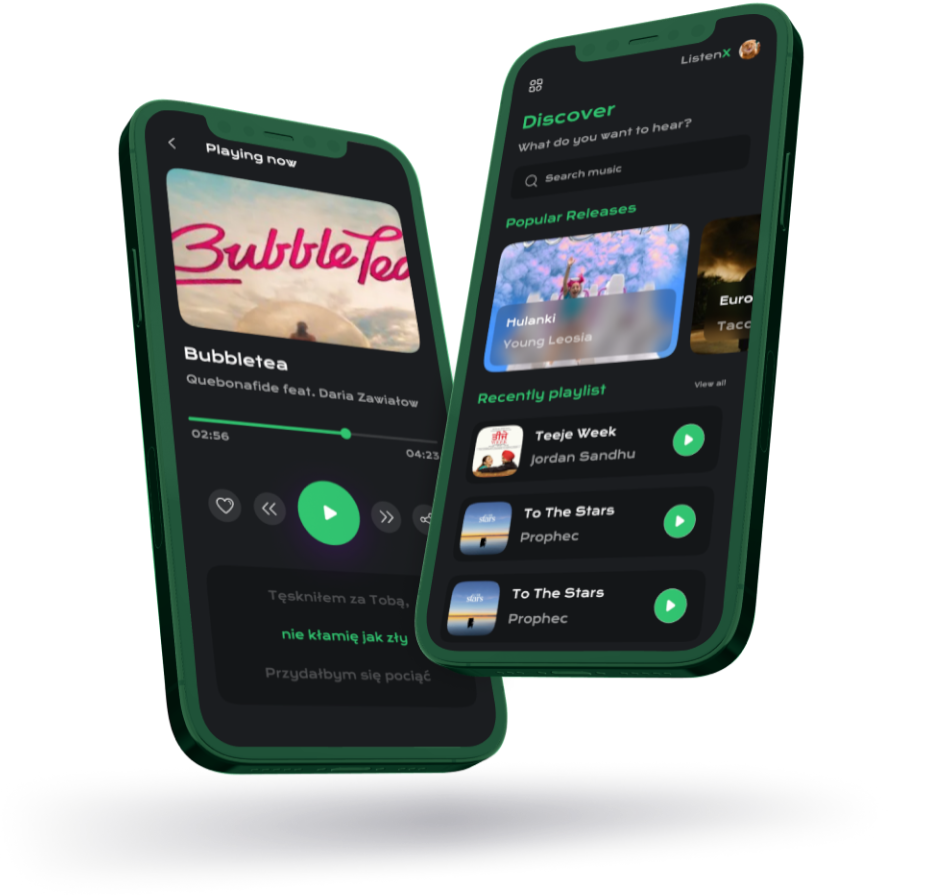 Playing now
BubbleTea
Bubbletea
Quebonafide feat. Daria Zawiałow
02:56
04:23
Tęskniłem za Tobą,
nie kłamię jak zły
Przydałbym się pociąć
ListenX
Discover
What do you want to hear?
Search music
Popular Releases
Hulanki
Young Leosia
Euro
Tacc
Recently playlist
View all
Teeje Week
Jordan Sandhu
To The Stars
Prophec
To The Stars
Prophec